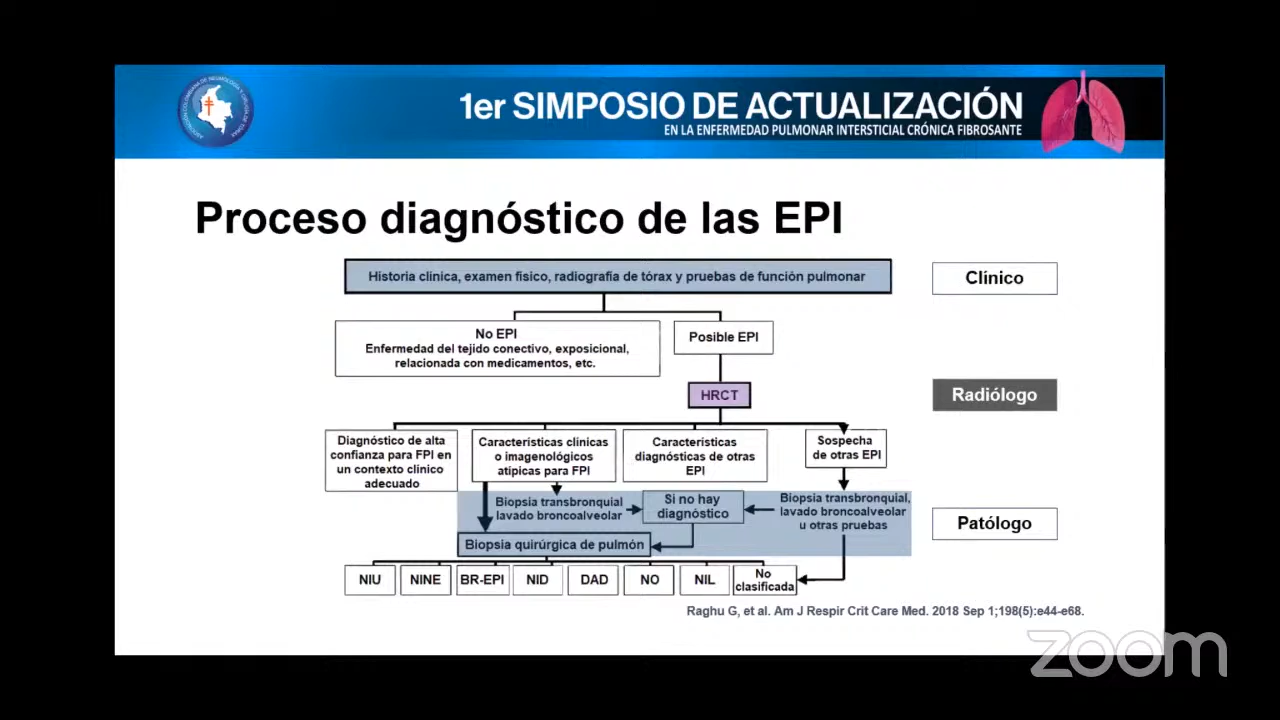 1er SIMPOSIO DE ACTUALIZACIÓN
EN LA ENFERMEDAD PULMONAR INTERSTICIAL CRÓNICA FIBROSANTE
Proceso diagnóstico de las EPI
Historia clínica, examen físico, radiografía de tórax y pruebas de función pulmonar
Clínico
No EPI
Enfermedad del tejido conectivo, exposicional,
relacionada con medicamentos, etc.
Posible EPI
HRCT
Radiólogo
Diagnóstico de alta
confianza para FPI en
un contexto clínico
adecuado
Características clínicas
o imagenológicos
atípicas para FPI
Características
diagnósticas de otras
EPI
Sospecha
de otras EPI
Biopsia transbronquial
lavado broncoalveolar
Si no hay
diagnóstico
Biopsia transbronquial,
lavado broncoalveolar
u otras pruebas
Patólogo
Biopsia quirúrgica de pulmón
NIU
NINE
BR-EPI
NID
DAD
NO
NIL
No
clasificada
Raghu G, et al. Am J Respir Crit Care Med. 2018 Sep 1;198(5):e44-e68.
zoom